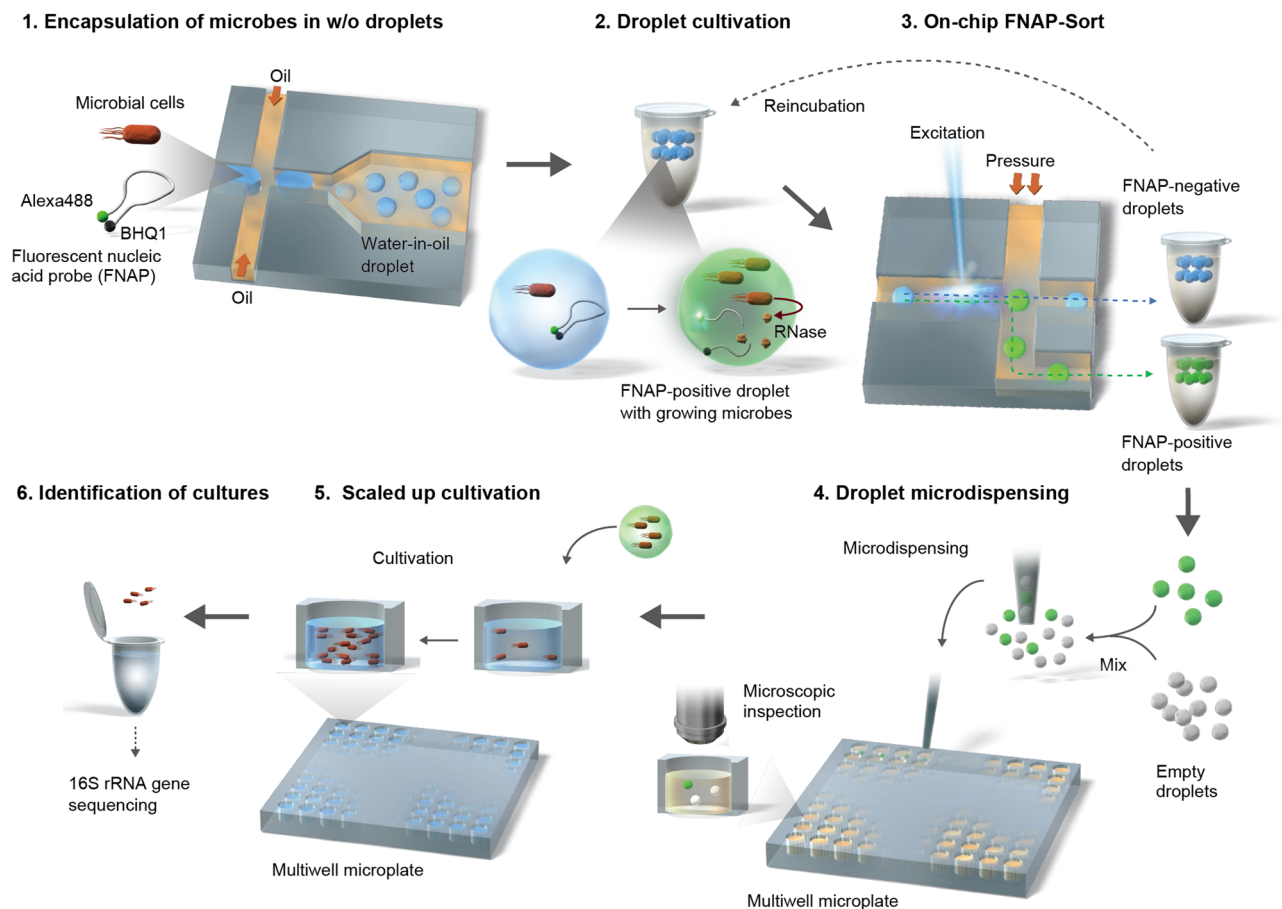 1. Encapsulation of microbes in w/o droplets
Oil
Microbial cells
Alexa488
BHQ1
Fluorescent nucleic
acid probe (FNAP)
Oil
Water-in-oil
droplet
2. Droplet cultivation
Reincubation
RNase
FNAP-positive droplet
with growing microbes
3. On-chip FNAP-Sort
Excitation
Pressure
FNAP-negative
droplets
FNAP-positive
droplets
4. Droplet microdispensing
Microdispensing
Mix
Empty
droplets
Microscopic
inspection
Multiwell microplate
5. Scaled up cultivation
Cultivation
Multiwell microplate
6. Identification of cultures
16S rRNA gene
sequencing